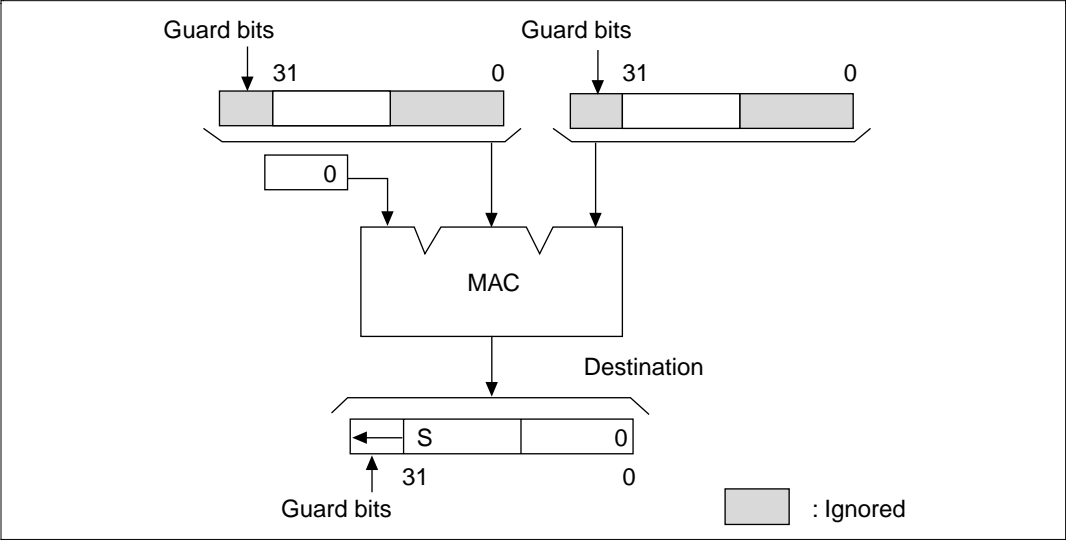 Guard bits
Guard bits
31 0
31 0
0
MAC
Destination
S 0
31 0
Guard bits
: Ignored